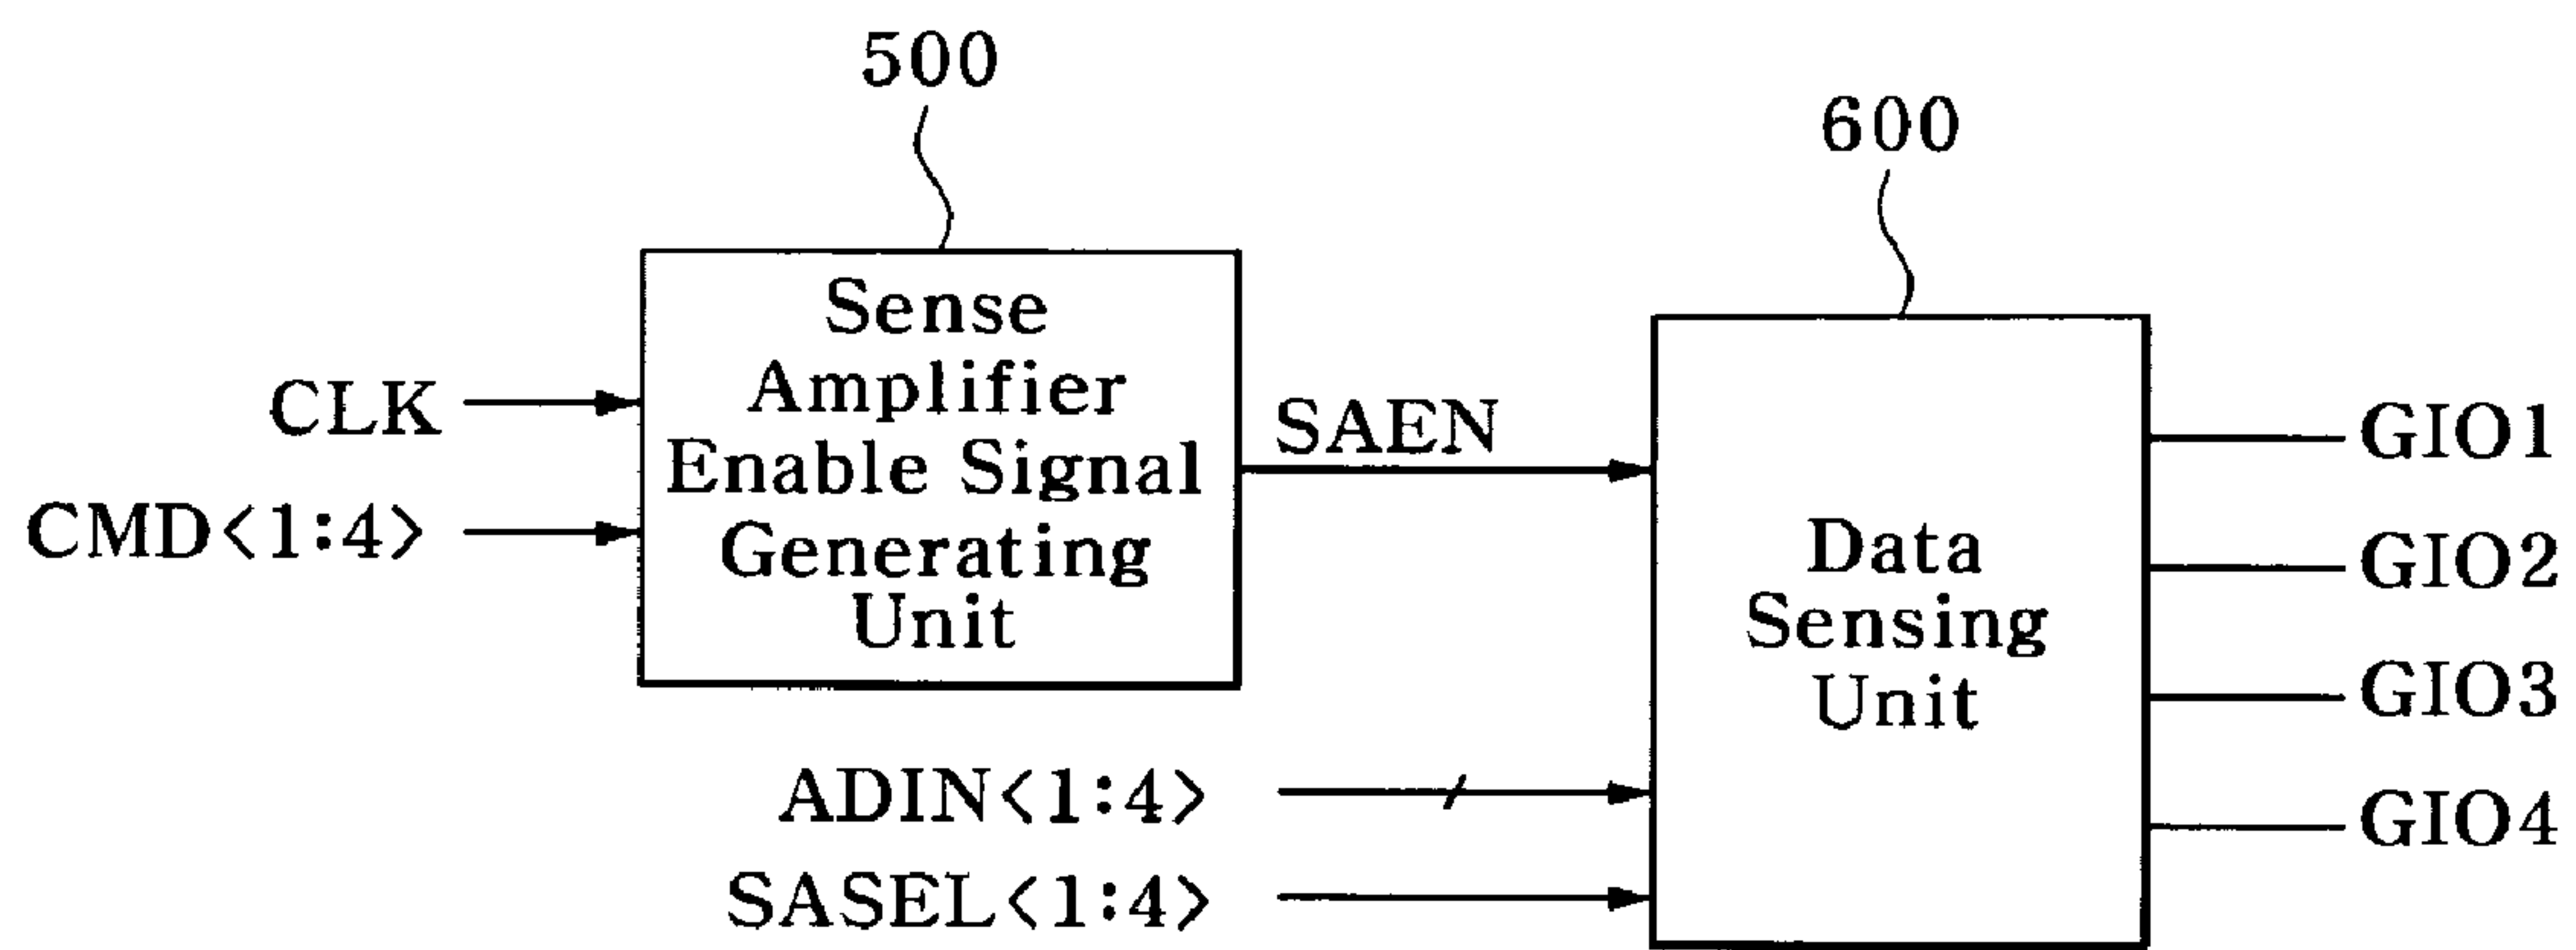 500
600
Sense
Amplifier
Enable Signal
Generating
Unit
CLK
CMD<1:4>
SAEN
Data
Sensing
Unit
ADIN<1:4>
SASEL<1:4>
GIO1
GIO2
GIO3
GIO4